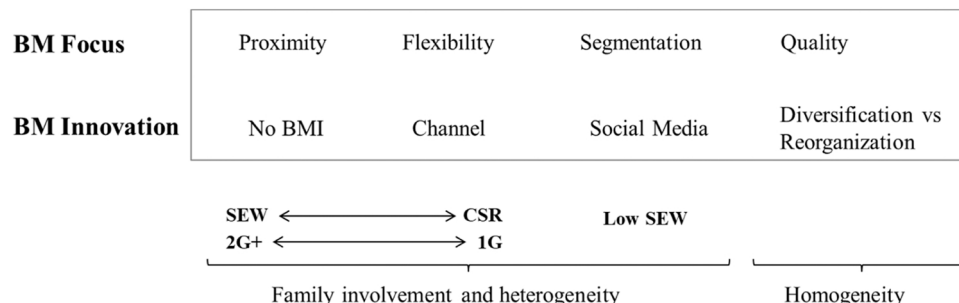 BM Focus Proximity Flexibility Segmentation Quality
BM Innovation No BMI Channel Social Media Diversification vs
Reorganization
SEW CSR Low SEW
2G+ 1G
Family involvement and heterogeneity Homogeneity